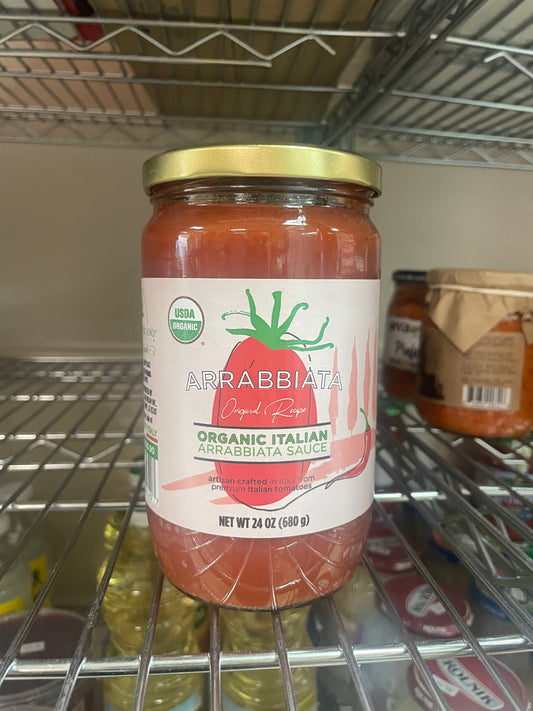 USDA
ORGANIC
ARRABBIATA
Original Recipe
ORGANIC ITALIAN
ARRABBIATA SAUCE
artisan crafted in Italy from
premium Italian tomatoes
NET WT 24 OZ (680 g)